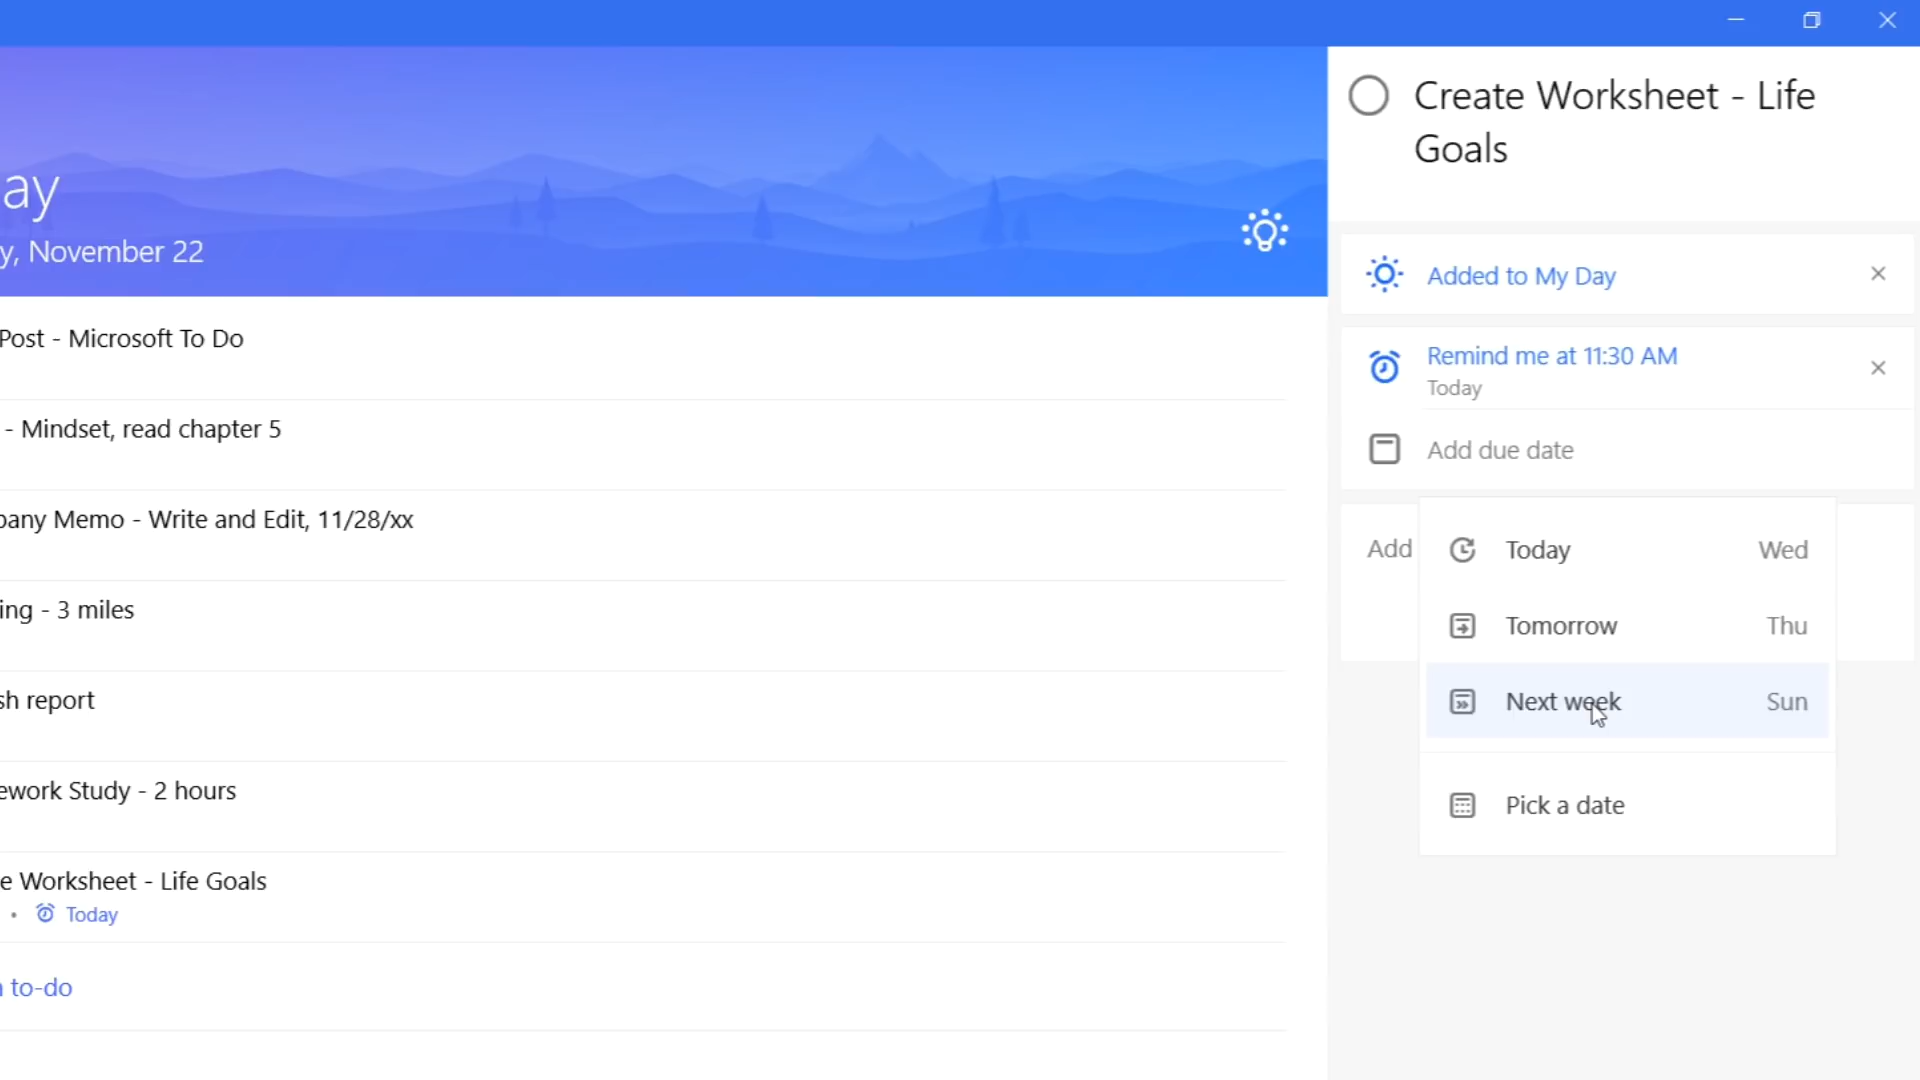 Create Worksheet - Life
Goals
ay
y, November 22
Added to My Day
Post - Microsoft To Do
Remind me at 11:30 AM
Today
- Mindset, read chapter 5
Add due date
pany Memo - Write and Edit, 11/28/xx
Add
Today Wed
ing - 3 miles
Tomorrow Thu
sh report
Next week Sun
ework Study - 2 hours
Pick a date
e Worksheet - Life Goals
• Today
to-do